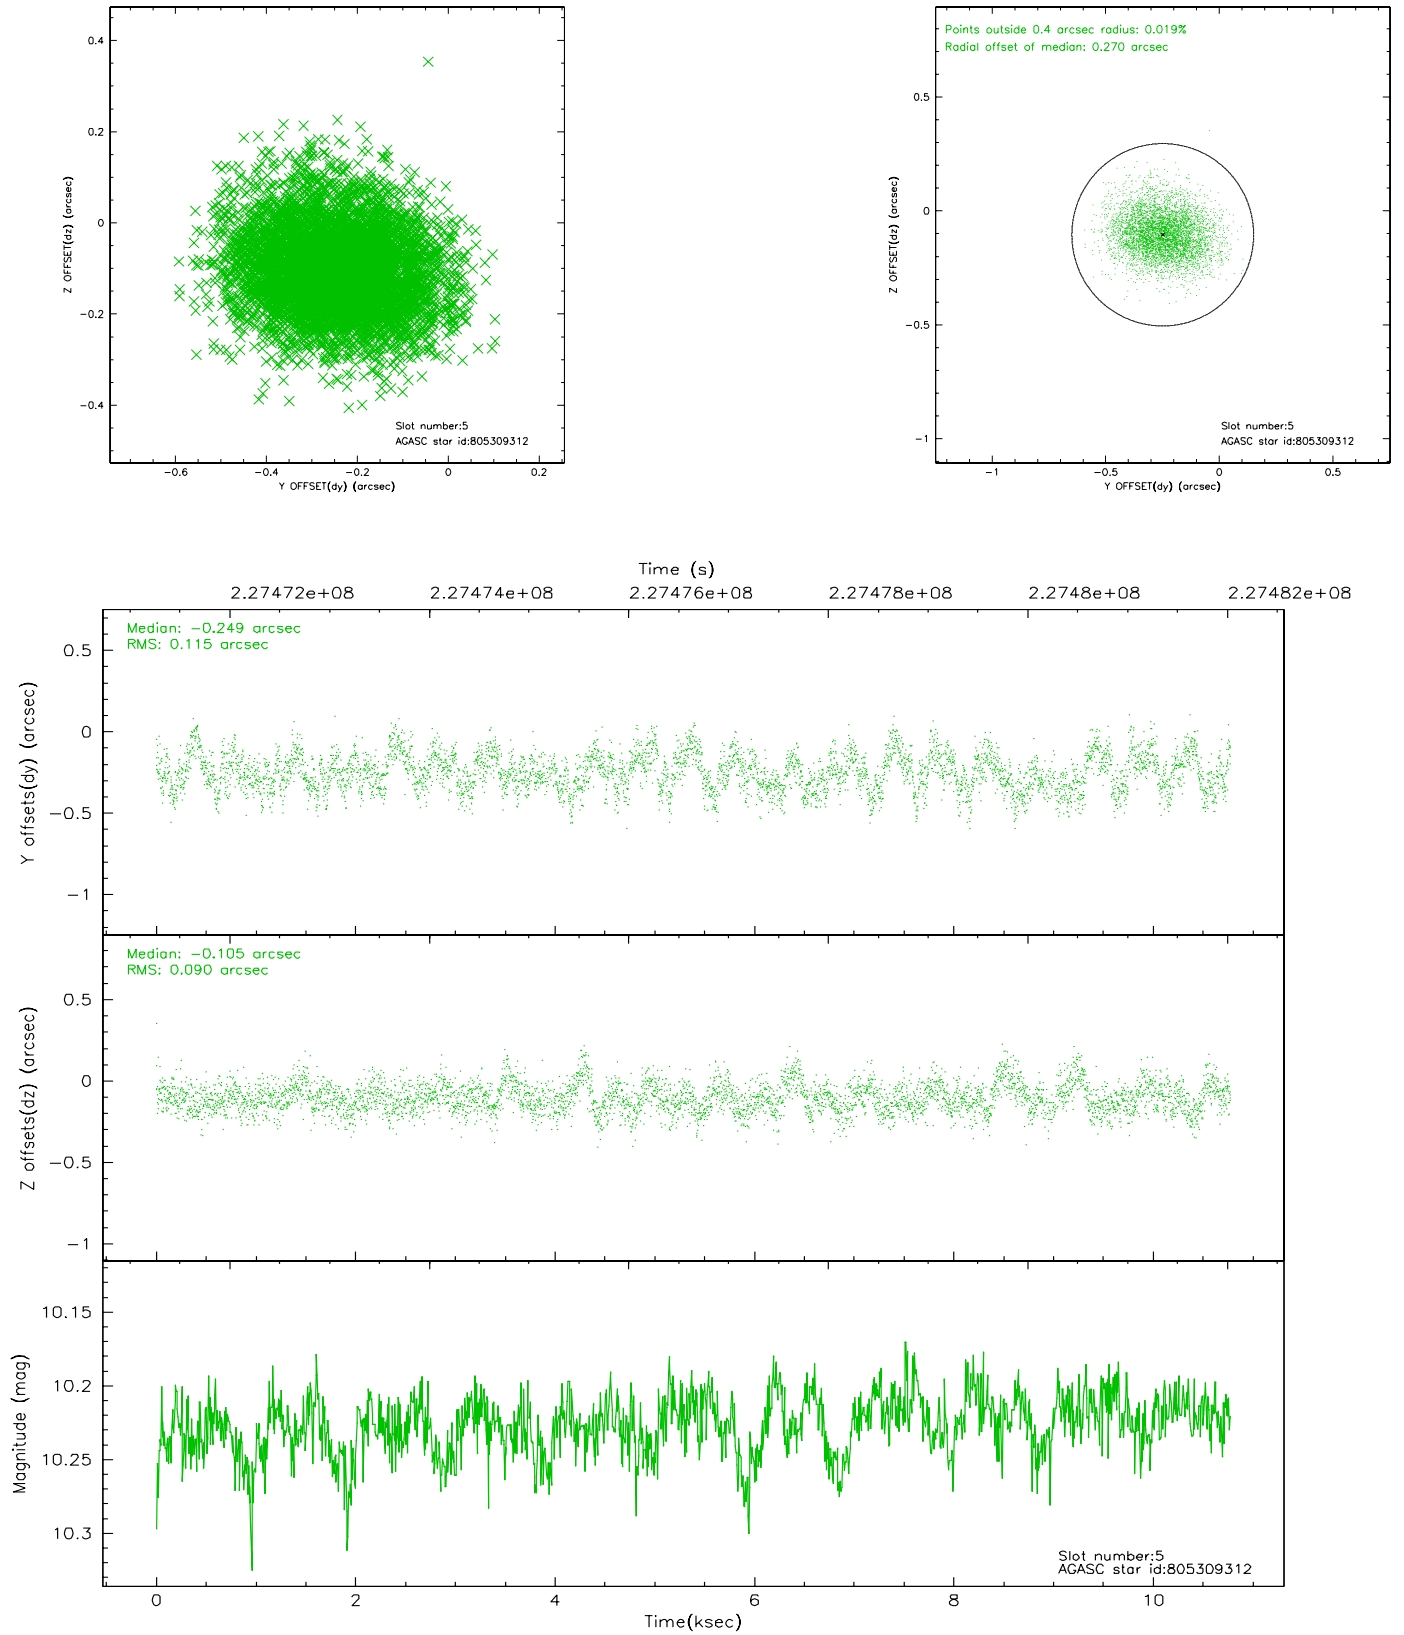 0.4
0.2
0
−0.2
−0.4
Z OFFSET(dz) (arcsec)
Slot number:5
AGASC star id:805309312
−0.6 −0.4 −0.2 0 0.2
Y OFFSET(dy) (arcsec)
Points outside 0.4 arcsec radius: 0.019%
Radial offset of median: 0.270 arcsec
0.5
0
−0.5
−1
Z OFFSET(dz) (arcsec)
Slot number:5
AGASC star id:805309312
−1 −0.5 0 0.5
Y OFFSET(dy) (arcsec)
Time (s)
2.27472e+08 2.27474e+08 2.27476e+08 2.27478e+08 2.2748e+08 2.27482e+08
Median: −0.249 arcsec
RMS: 0.115 arcsec
0.5
0
−0.5
−1
Y offsets(dy) (arcsec)
Median: −0.105 arcsec
RMS: 0.090 arcsec
0.5
0
−0.5
−1
Z offsets(dz) (arcsec)
10.15
10.2
10.25
10.3
Magnitude (mag)
Slot number:5
AGASC star id:805309312
0 2 4 6 8 10
Time(ksec)